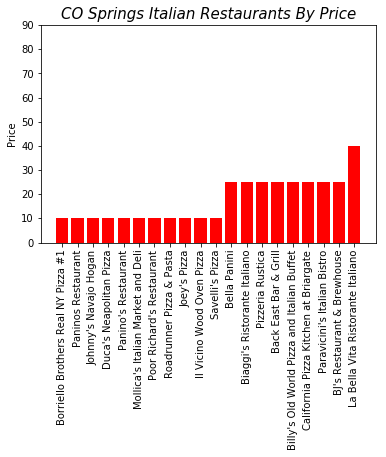 CO Springs Italian Restaurants By Price
90
80
70
60
50
40
30
20
10
0
Price
Borriello Brothers Real NY Pizza #1
Paninos Restaurant
Johnny's Navajo Hogan
Duca's Neapolitan Pizza
Panino's Restaurant
Mollica's Italian Market and Deli
Poor Richard's Restaurant
Roadrunner Pizza & Pasta
Joey's Pizza
Il Vicino Wood Oven Pizza
Savelli's Pizza
Bella Panini
Biaggi's Ristorante Italiano
Pizzeria Rustica
Back East Bar & Grill
Billy's Old World Pizza and Italian Buffet
California Pizza Kitchen at Briargate
Paravicini's Italian Bistro
BJ's Restaurant & Brewhouse
La Bella Vita Ristorante Italiano